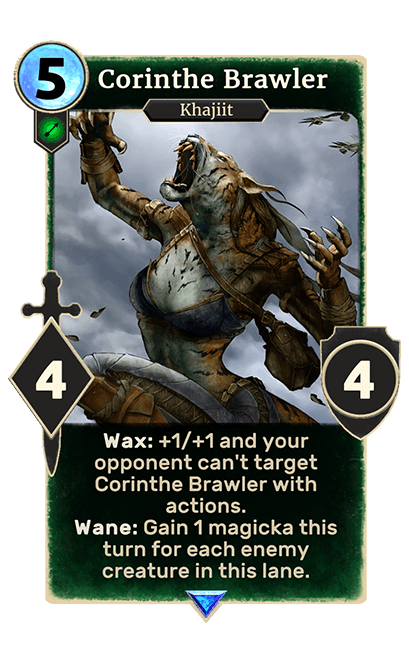 5
Corinthe Brawler
Khajiit
4
4
Wax: +1/+1 and your
opponent can't target
Corinthe Brawler with
actions.
Wane: Gain 1 magicka this
turn for each enemy
creature in this lane.